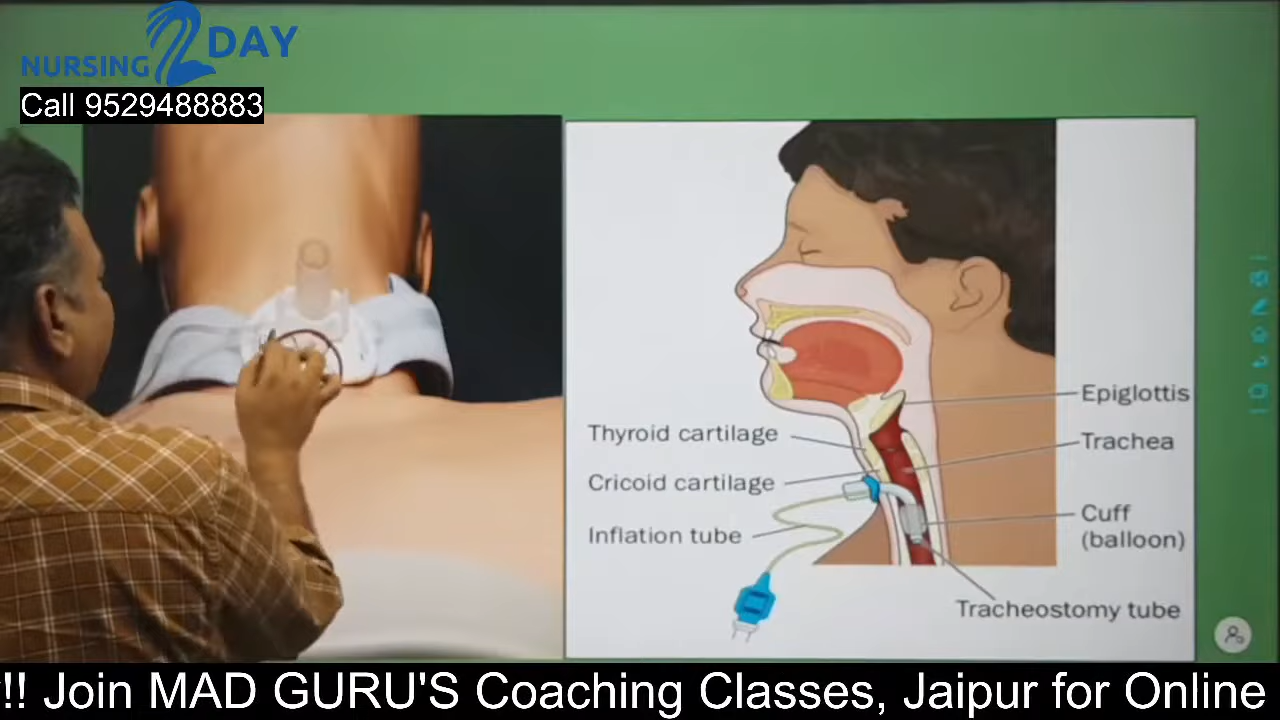 NURSING 2 DAY
Call 9529488883
Epiglottis
Thyroid cartilage
Trachea
Cricoid cartilage
Cuff
(balloon)
Inflation tube
Tracheostomy tube
!! Join MAD GURU'S Coaching Classes, Jaipur for Online